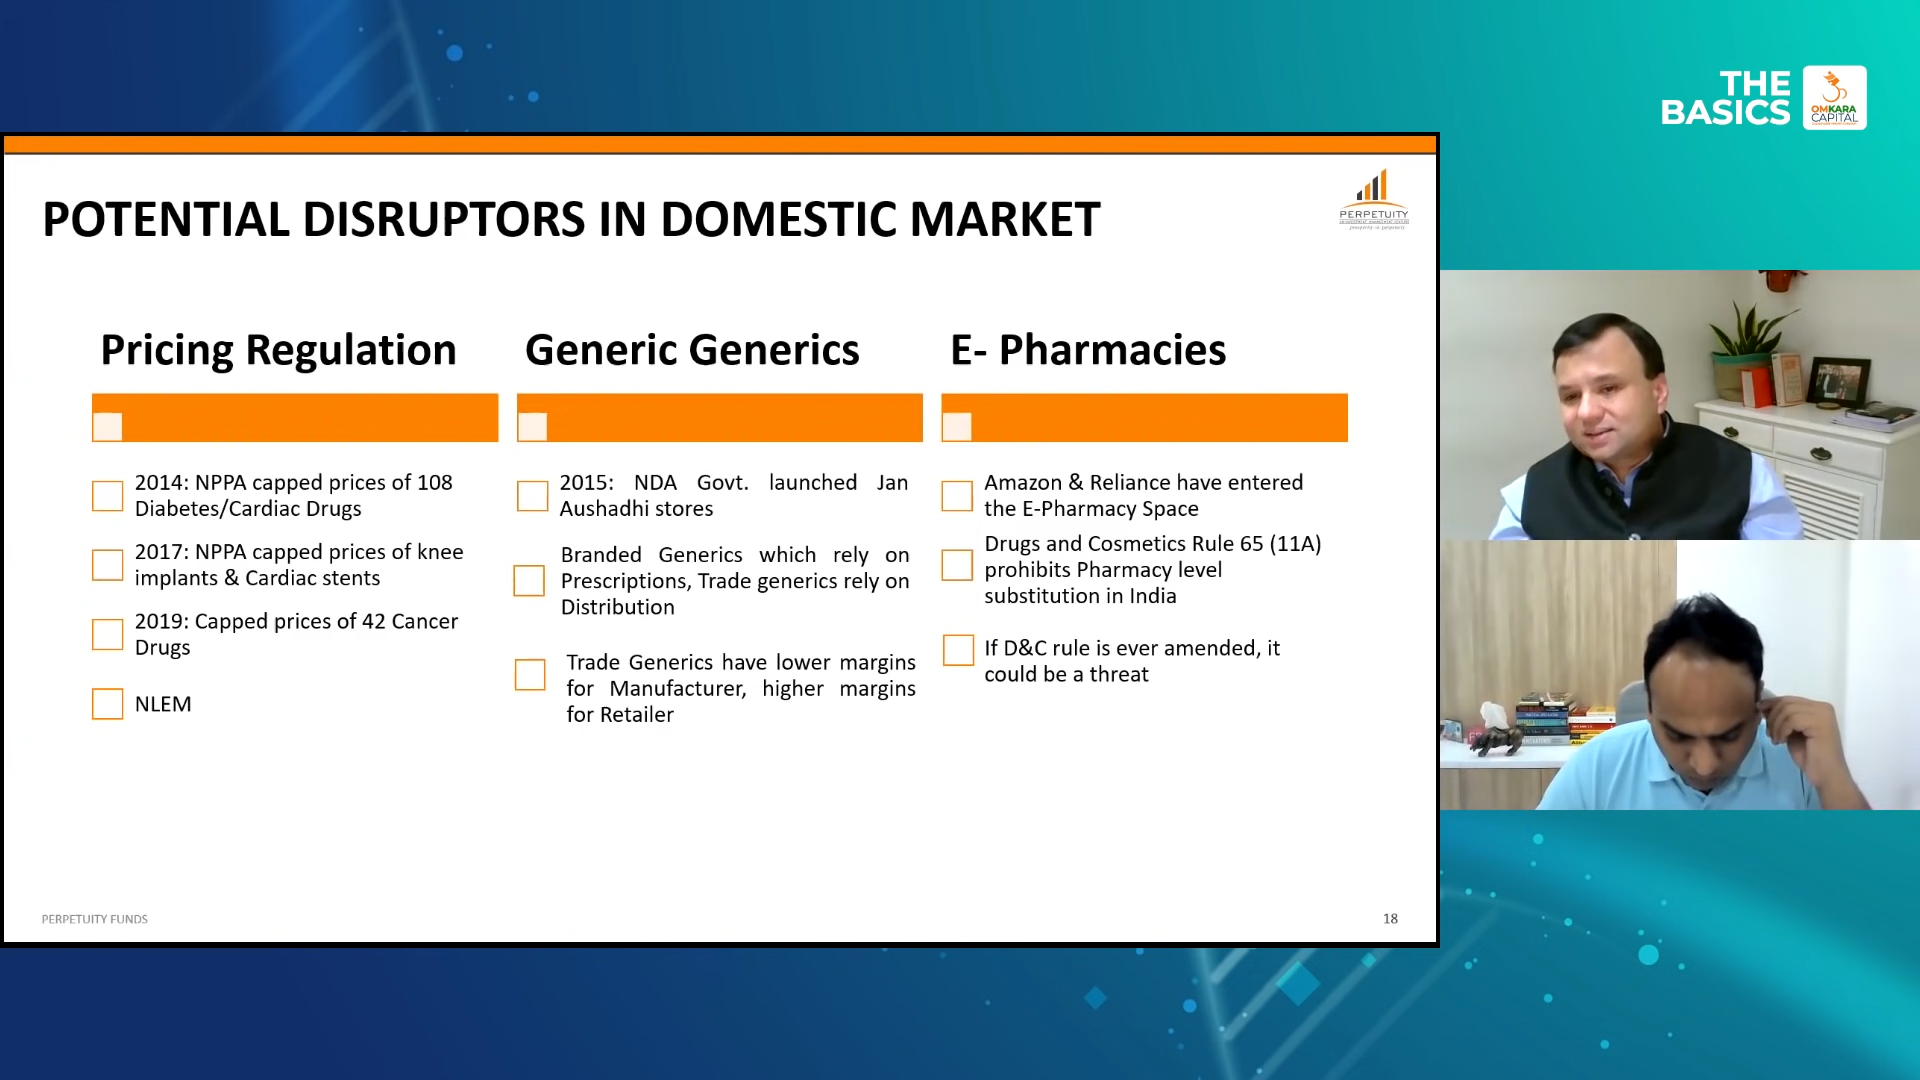 THE
BASICS
OMKARA
CAPITAL
PERPETUITY
POTENTIAL DISRUPTORS IN DOMESTIC MARKET
Pricing Regulation
2014: NPPA capped prices of 108
Diabetes/Cardiac Drugs
2017: NPPA capped prices of knee
implants & Cardiac stents
2019: Capped prices of 42 Cancer
Drugs
NLEM
Generic Generics
2015: NDA Govt. launched Jan
Aushadhi stores
Branded Generics which rely on
Prescriptions, Trade generics rely on
Distribution
Trade Generics have lower margins
for Manufacturer, higher margins
for Retailer
E- Pharmacies
Amazon & Reliance have entered
the E-Pharmacy Space
Drugs and Cosmetics Rule 65 (11A)
prohibits Pharmacy level
substitution in India
If D&C rule is ever amended, it
could be a threat
PERPETUITY FUNDS
18